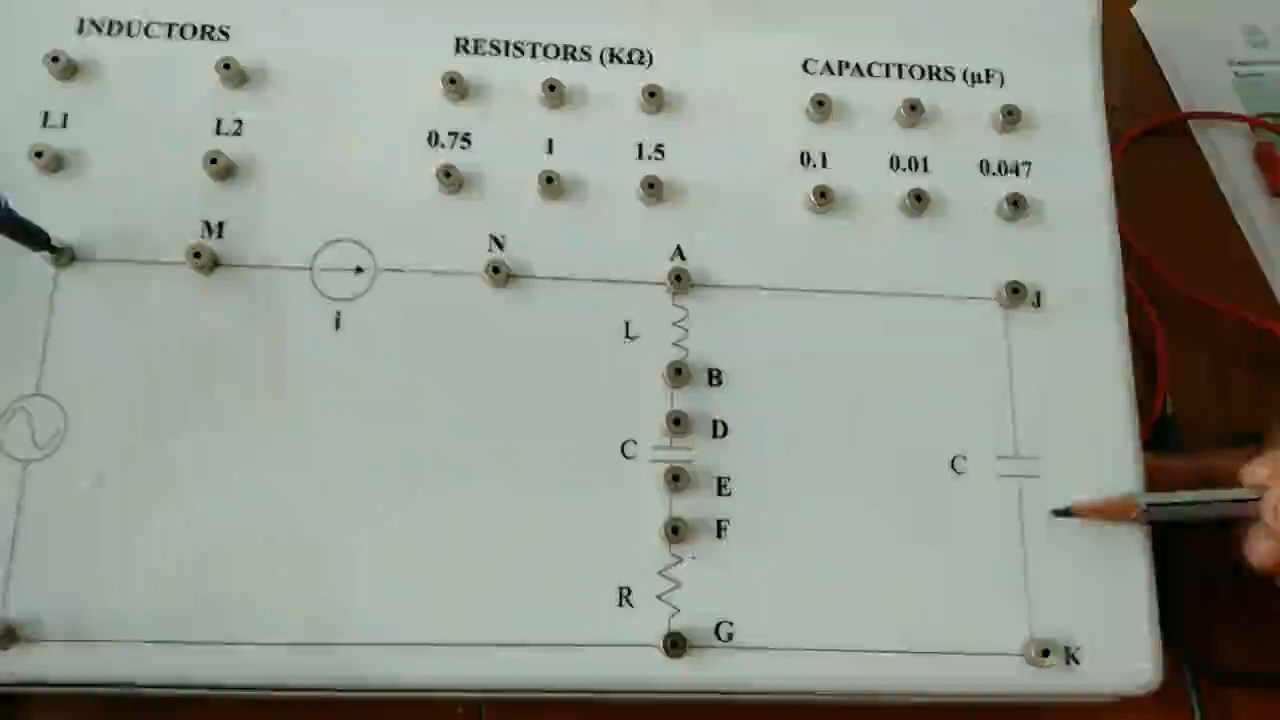 INDUCTORS
RESISTORS (KΩ)
CAPACITORS (µF)
L1
L2
0.75
1
1.5
0.1
0.01
0.047
M
N
A
J
i
L
B
D
C
E
C
F
R
G
K